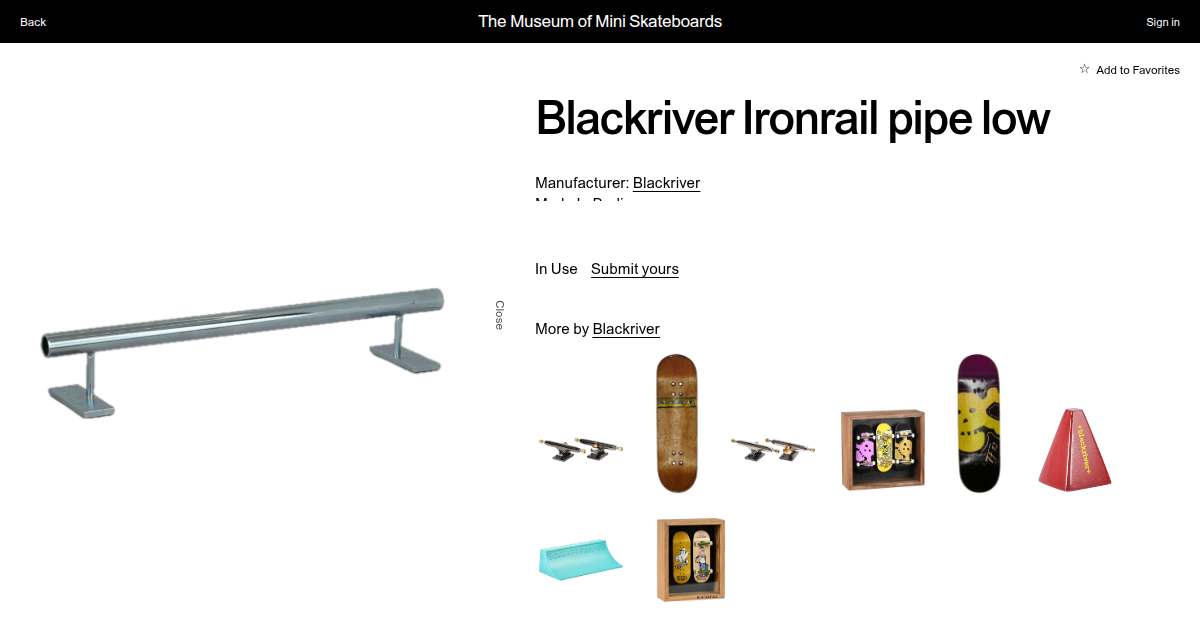 Back
The Museum of Mini Skateboards
Sign in
☆ Add to Favorites
Blackriver Ironrail pipe low
Manufacturer: Blackriver
In Use Submit yours
Close
More by Blackriver
•blackriver•